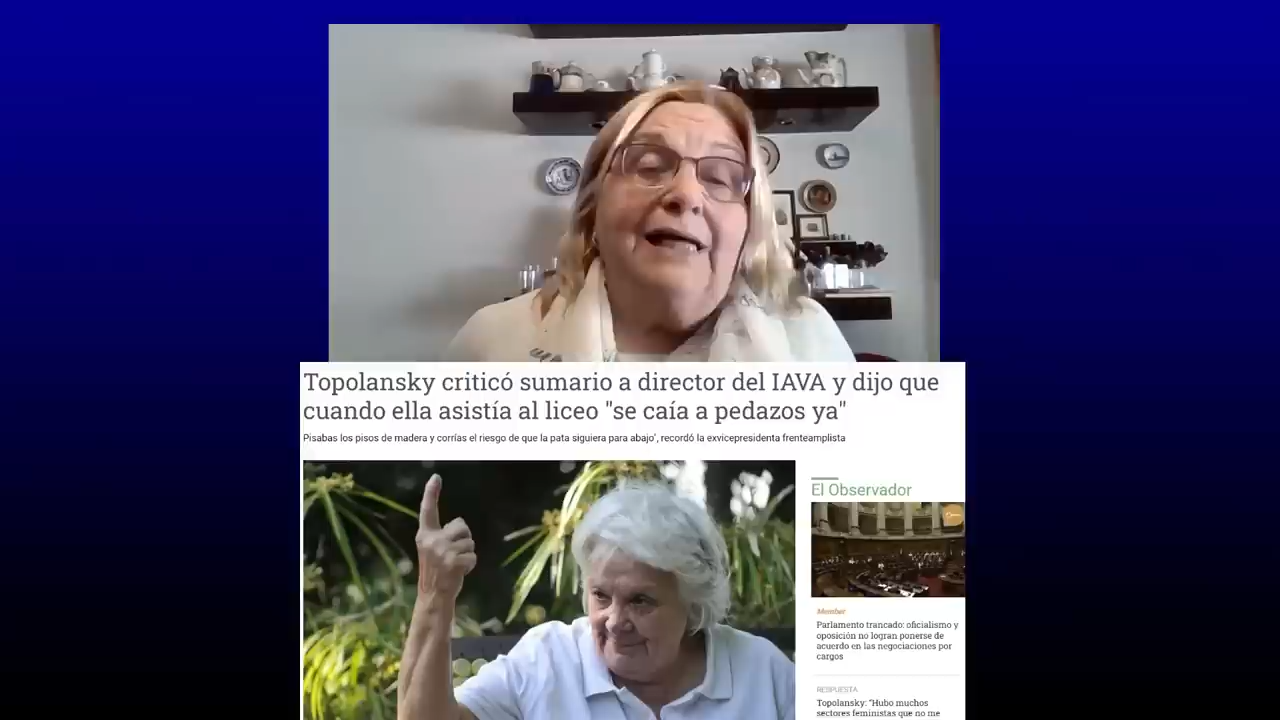 Topolansky criticó sumario a director del IAVA y dijo que
cuando ella asistía al liceo "se caía a pedazos ya"
Pisabas los pisos de madera y corrías el riesgo de que la pata siguiera para abajo", recordó la exvicepresidenta frenteamplista
El Observador
Member
Parlamento trancado: oficialismo y
oposición no logran ponerse de
acuerdo en las negociaciones por
cargos
RESPUESTA
Topolansky: "Hubo muchos
sectores feministas que no me